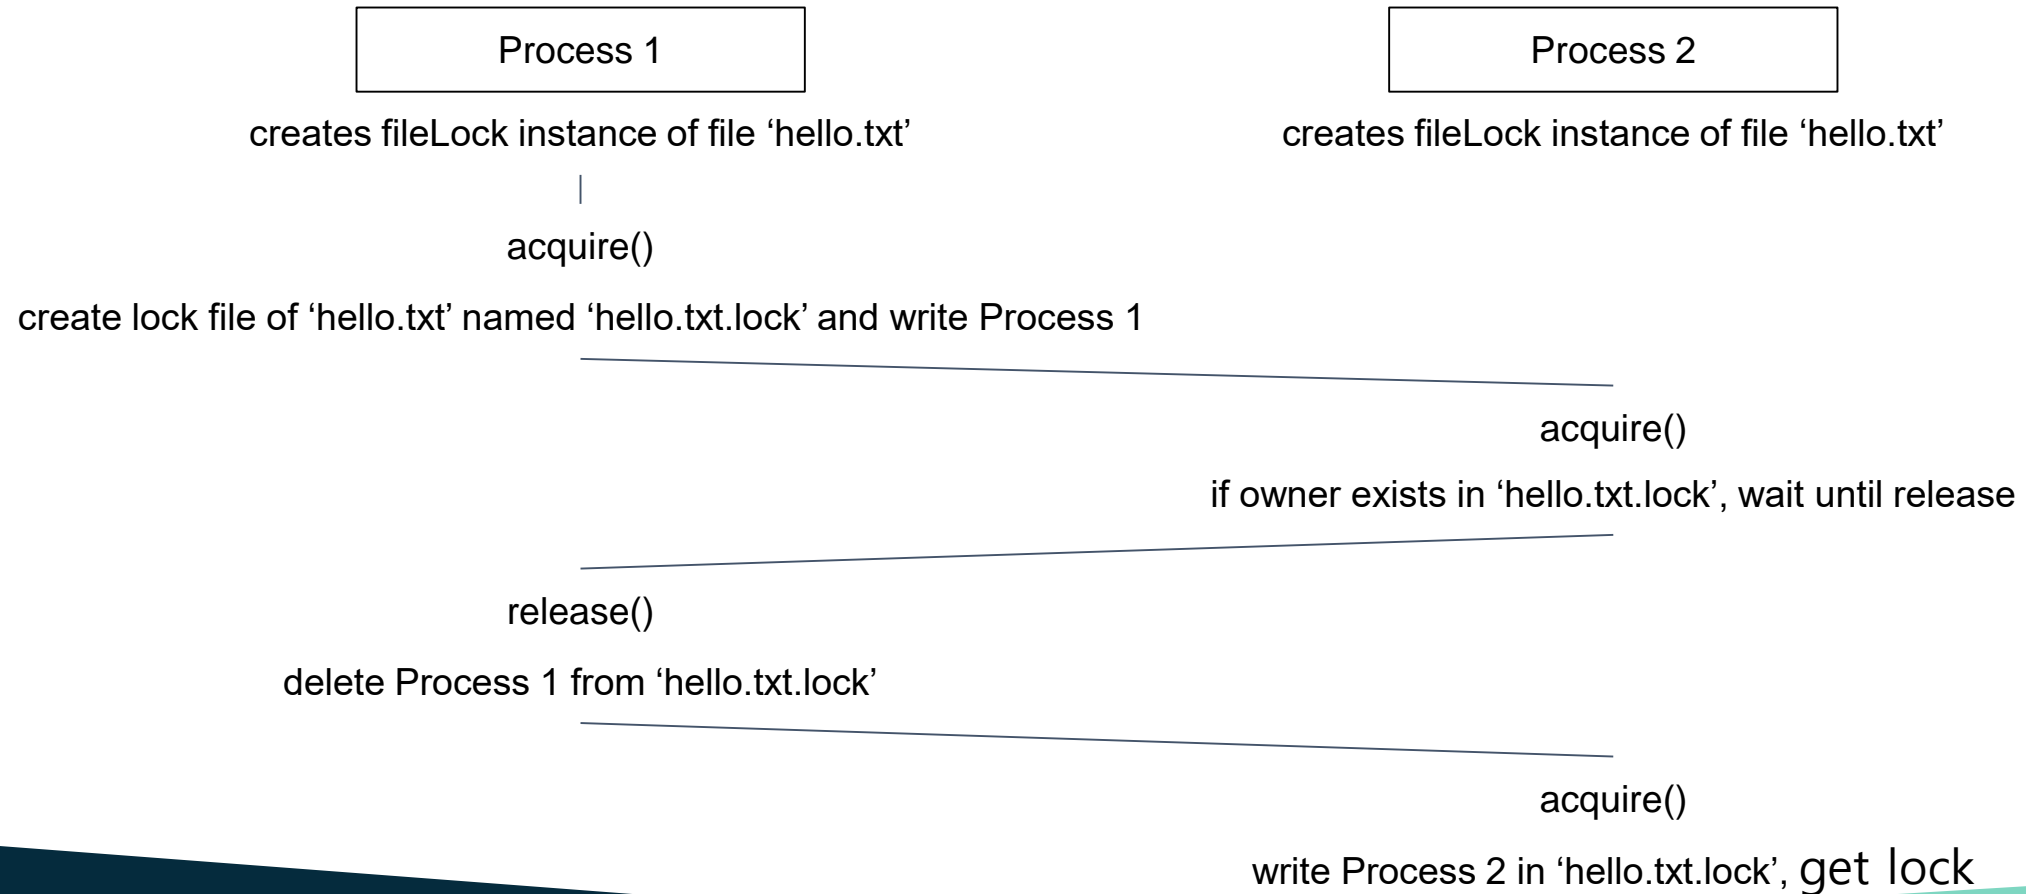 Process 1
Process 2
creates fileLock instance of file ‘hello.txt’
creates fileLock instance of file ‘hello.txt’
acquire()
create lock file of ‘hello.txt’ named ‘hello.txt.lock’ and write Process 1
acquire()
if owner exists in ‘hello.txt.lock’, wait until release
release()
delete Process 1 from ‘hello.txt.lock’
acquire()
write Process 2 in ‘hello.txt.lock’, get lock